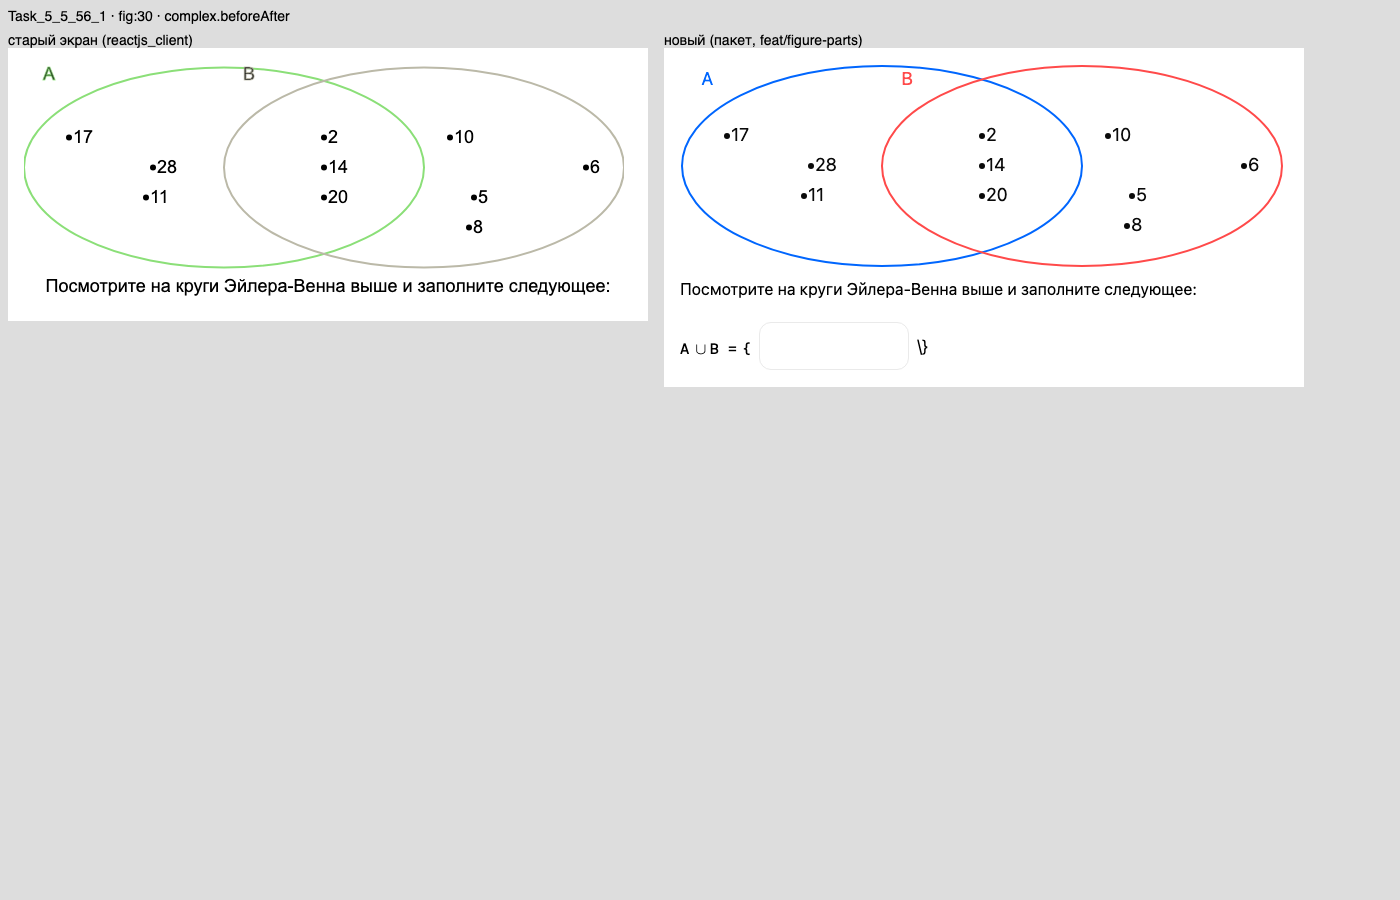 Task_5_5_56_1 · fig:30 · complex.beforeAfter
старый экран (reactjs_client)
A
B
•17
•2
•10
•28
•14
•6
•11
•20
•5
•8
Посмотрите на круги Эйлера-Венна выше и заполните следующее:
новый (пакет, feat/figure-parts)
A
B
•17
•2
•10
•28
•14
•6
•11
•20
•5
•8
Посмотрите на круги Эйлера-Венна выше и заполните следующее:
A ∪ B = { \}